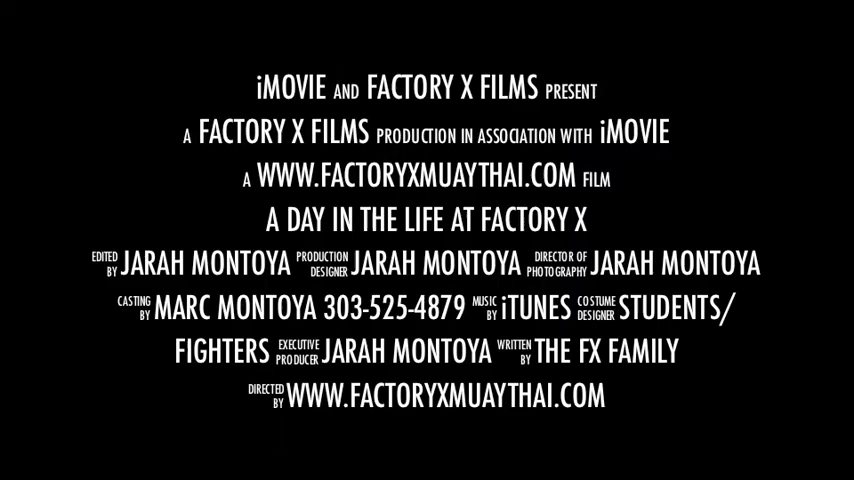 iMOVIE AND FACTORY X FILMS PRESENT
A FACTORY X FILMS PRODUCTION IN ASSOCIATION WITH iMOVIE
A WWW.FACTORYXMUAYTHAI.COM FILM
A DAY IN THE LIFE AT FACTORY X
EDITED BY JARAH MONTOYA PRODUCTION DESIGNER JARAH MONTOYA DIRECTOR OF PHOTOGRAPHY JARAH MONTOYA
CASTING BY MARC MONTOYA 303-525-4879 MUSIC BY iTUNES COSTUME DESIGNER STUDENTS/
FIGHTERS EXECUTIVE PRODUCER JARAH MONTOYA WRITTEN BY THE FX FAMILY
DIRECTED BY WWW.FACTORYXMUAYTHAI.COM